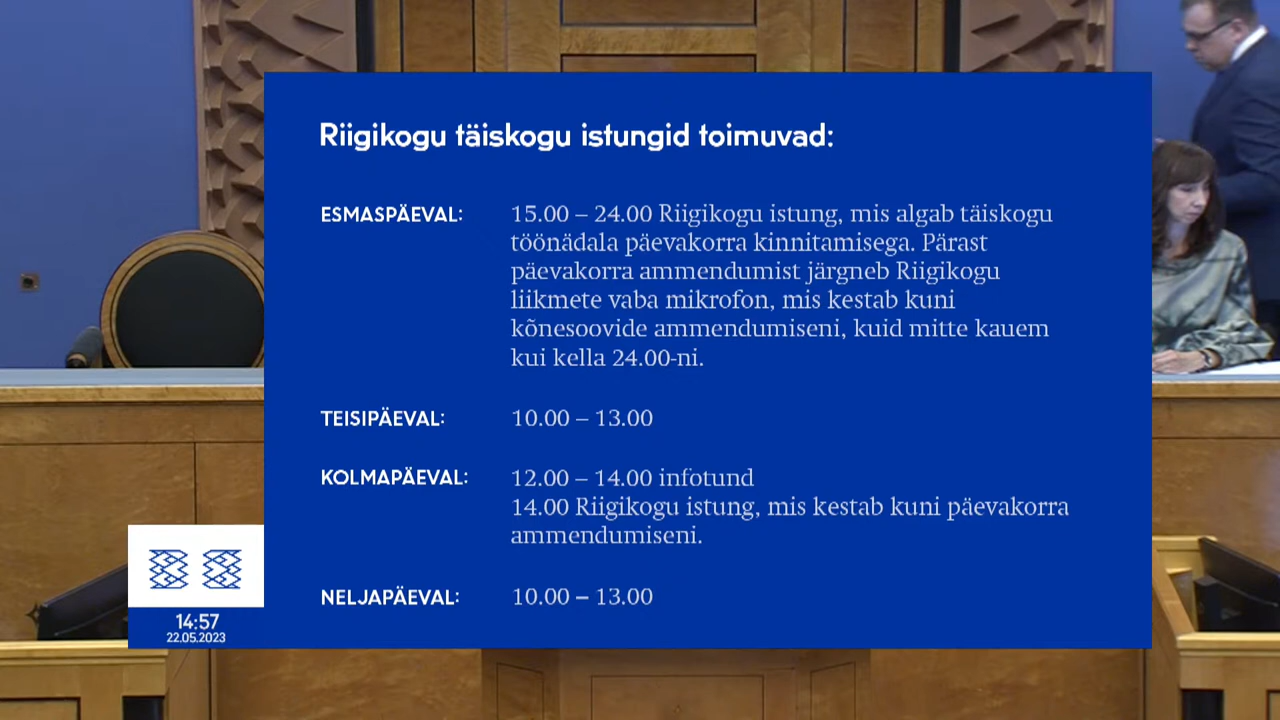 Riigikogu täiskogu istungid toimuvad:
ESMASPÄEVAL:
15.00 – 24.00 Riigikogu istung, mis algab täiskogu
töönädala päevakorra kinnitamisega. Pärast
päevakorra ammendumist järgneb Riigikogu
liikmete vaba mikrofon, mis kestab kuni
kõnesoovide ammendumiseni, kuid mitte kauem
kui kella 24.00-ni.
TEISIPÄEVAL:
10.00 – 13.00
KOLMAPÄEVAL:
12.00 – 14.00 infotund
14.00 Riigikogu istung, mis kestab kuni päevakorra
ammendumiseni.
NELJAPÄEVAL:
10.00 – 13.00
14:57
22.05.2023